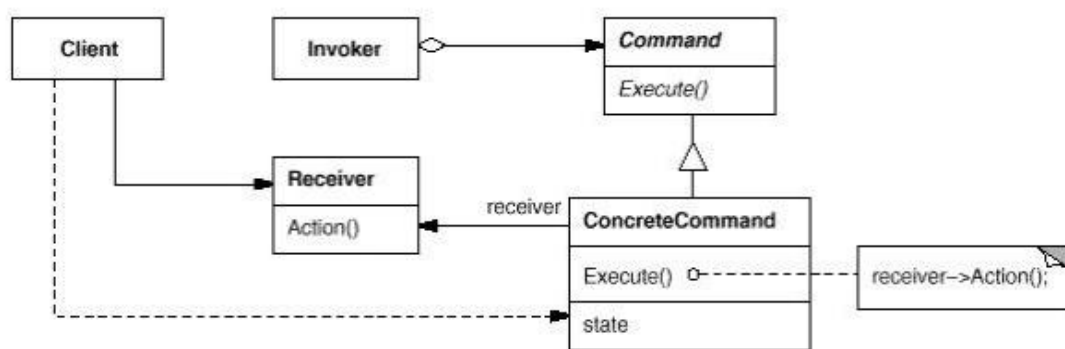 Client
Invoker
Command
Execute()
Receiver
Action()
receiver
ConcreteCommand
Execute()
receiver–>Action();
state